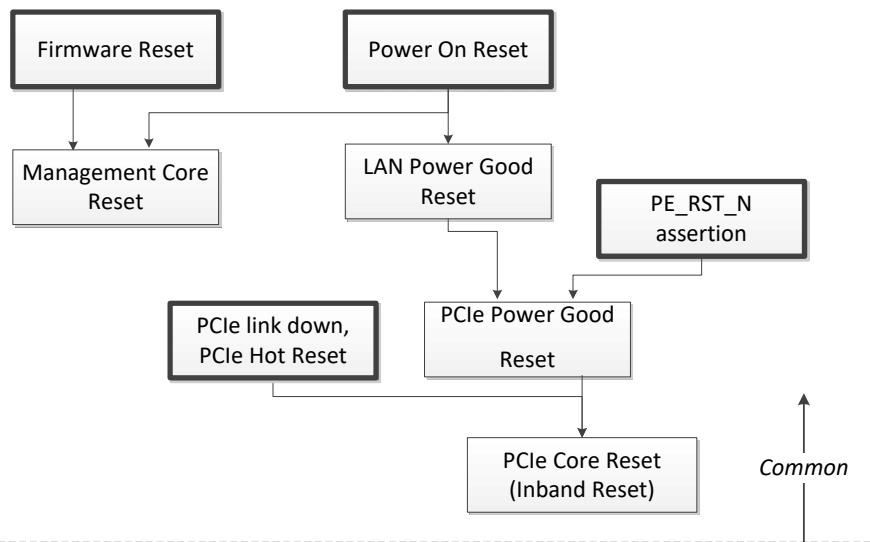 Firmware Reset
Power On Reset
Management Core
Reset
LAN Power Good
Reset
PE_RST_N
assertion
PCIe link down,
PCIe Hot Reset
PCIe Power Good
Reset
PCIe Core Reset
(Inband Reset)
Common